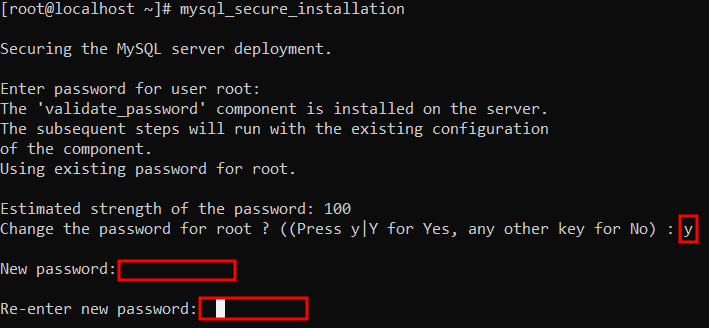 [root@localhost ~]# mysql_secure_installation
Securing the MySQL server deployment.
Enter password for user root:
The 'validate_password' component is installed on the server.
The subsequent steps will run with the existing configuration
of the component.
Using existing password for root.
Estimated strength of the password: 100
Change the password for root ? ((Press y|Y for Yes, any other key for No) : y
New password:
Re-enter new password: